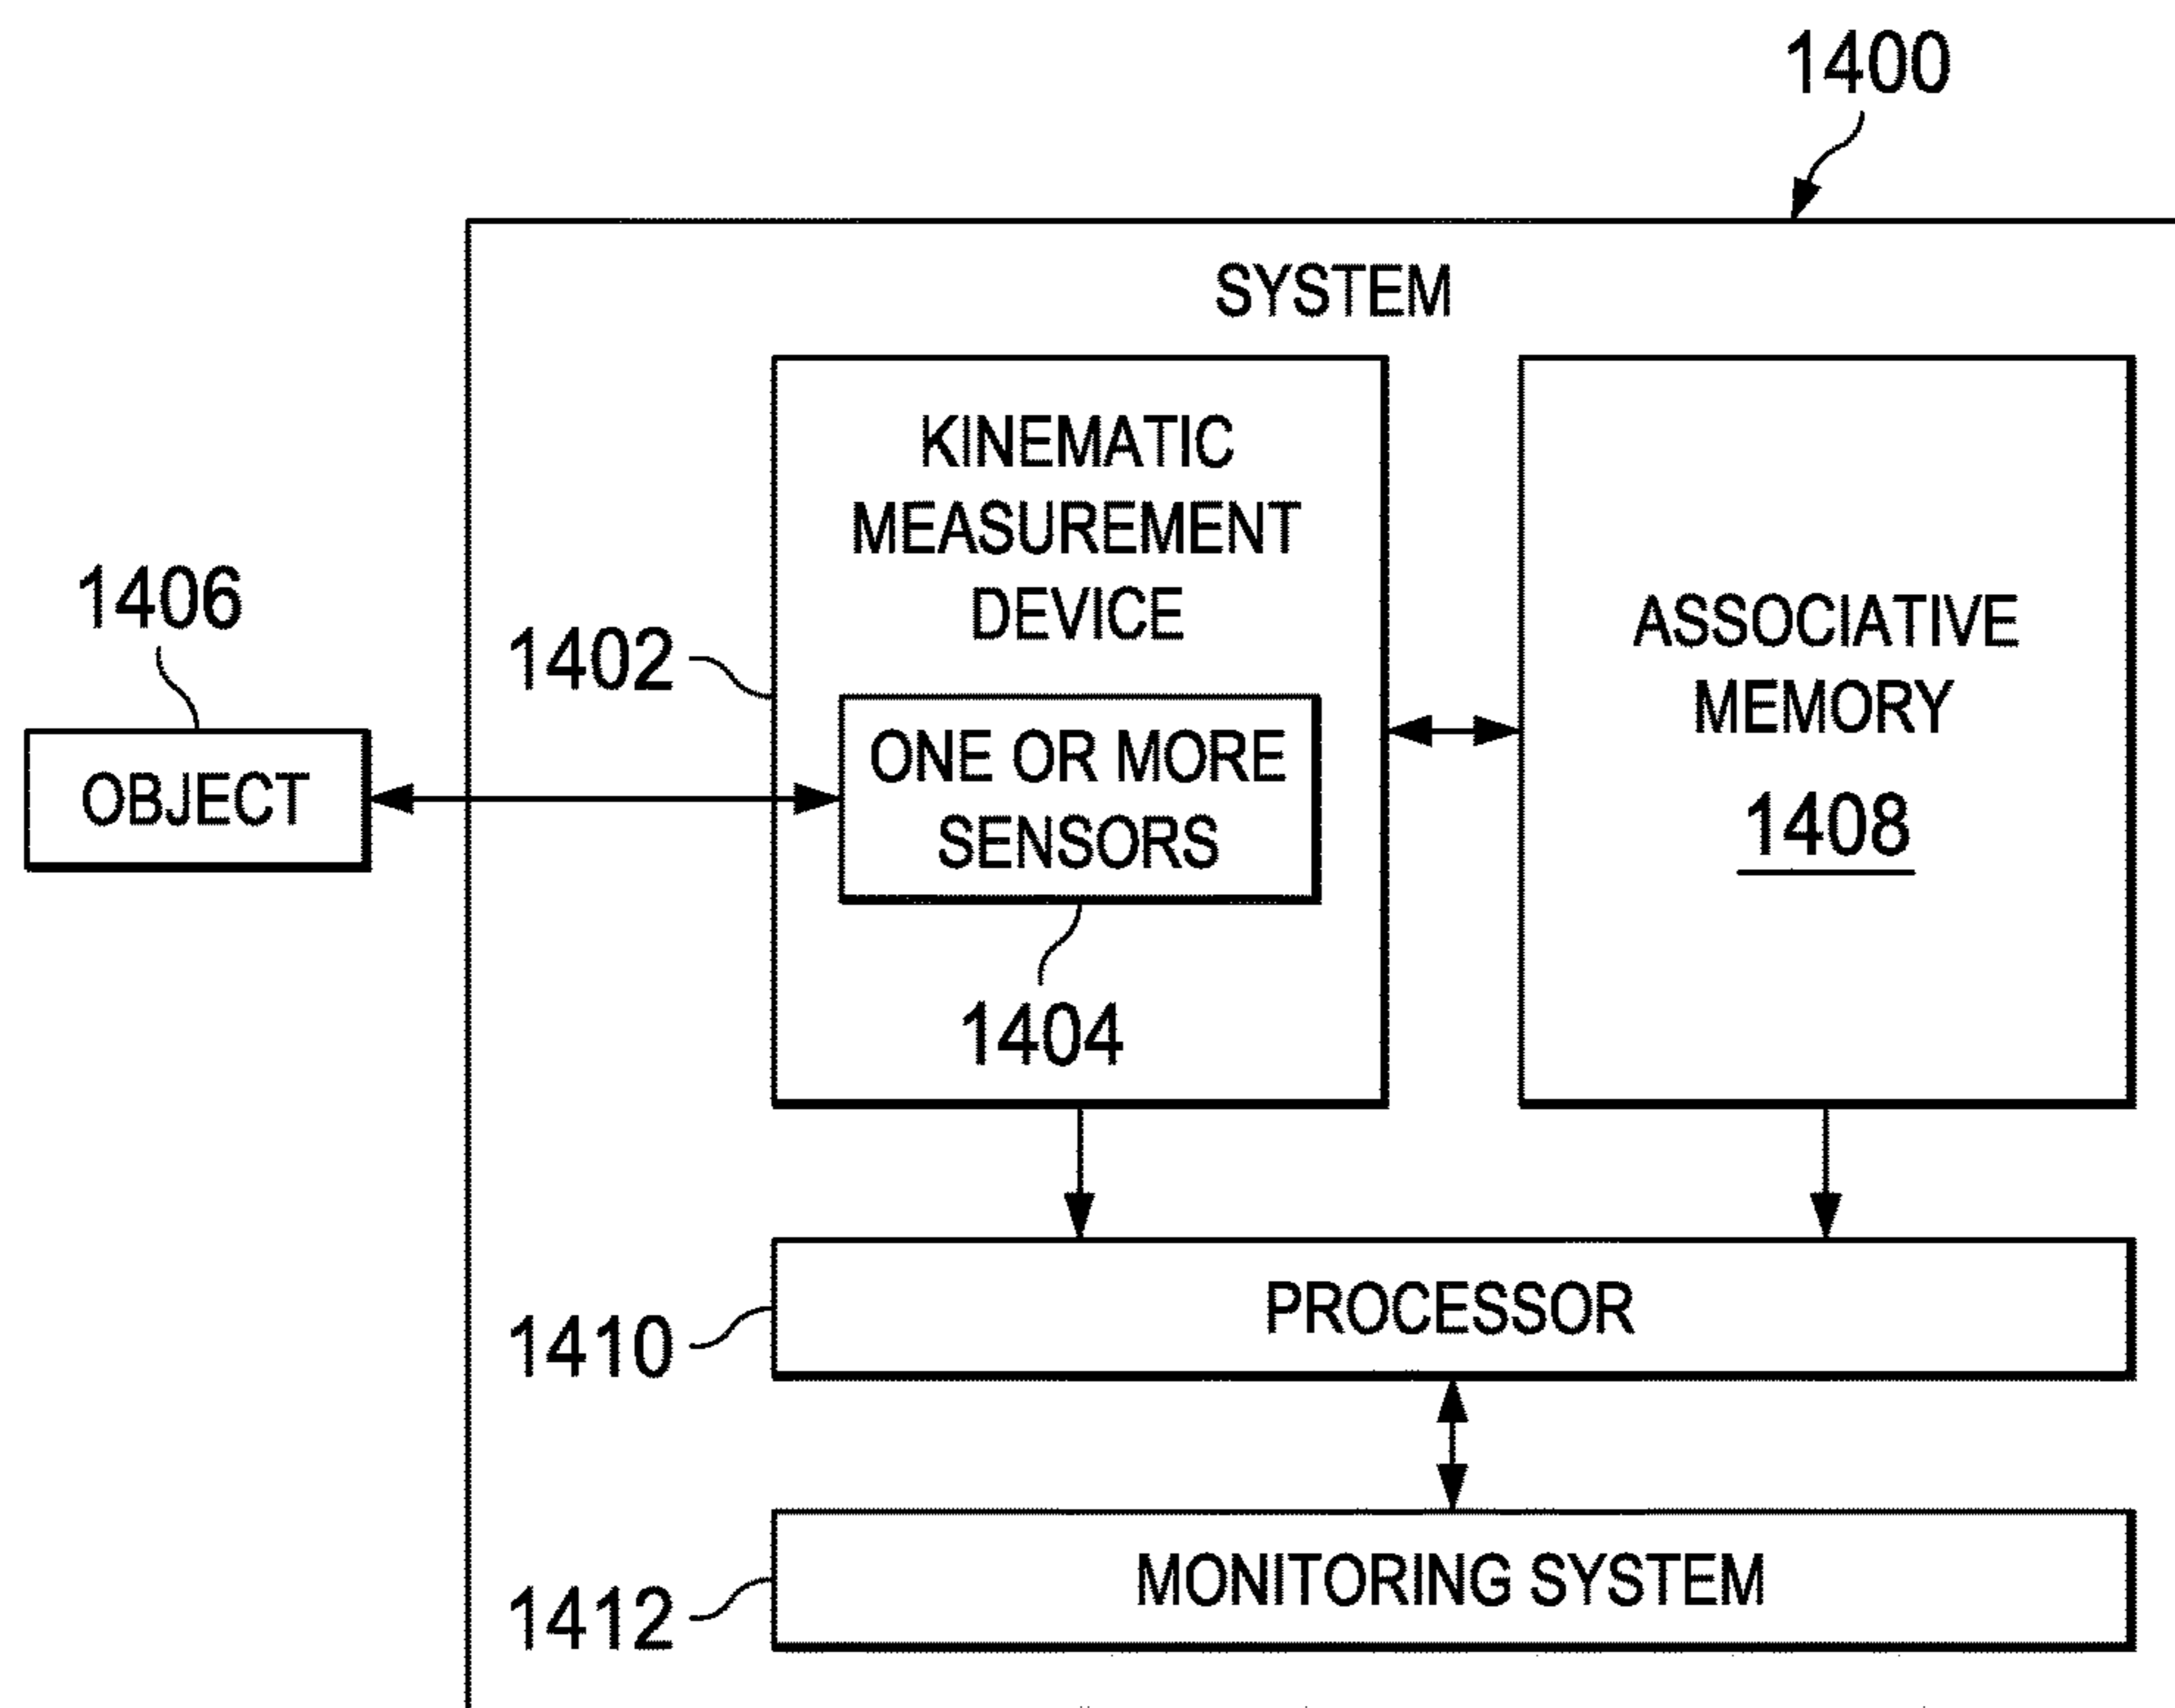 1400
SYSTEM
KINEMATIC
MEASUREMENT
DEVICE
1402
ONE OR MORE
SENSORS
1404
1406
OBJECT
ASSOCIATIVE
MEMORY
1408
PROCESSOR
1410
MONITORING SYSTEM
1412